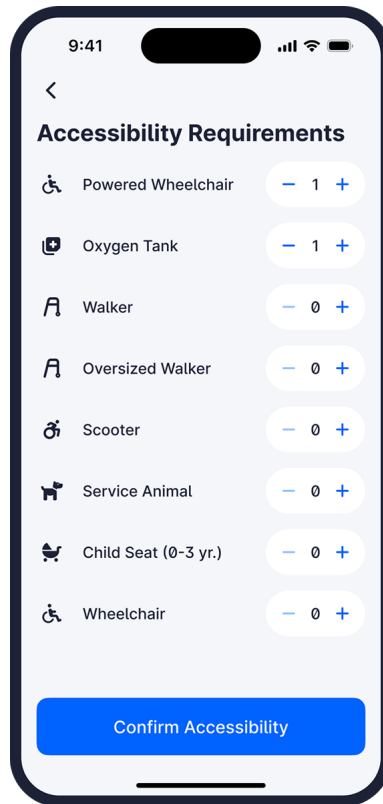 9:41
Accessibility Requirements
Powered Wheelchair − 1 +
Oxygen Tank − 1 +
Walker − 0 +
Oversized Walker − 0 +
Scooter − 0 +
Service Animal − 0 +
Child Seat (0-3 yr.) − 0 +
Wheelchair − 0 +
Confirm Accessibility